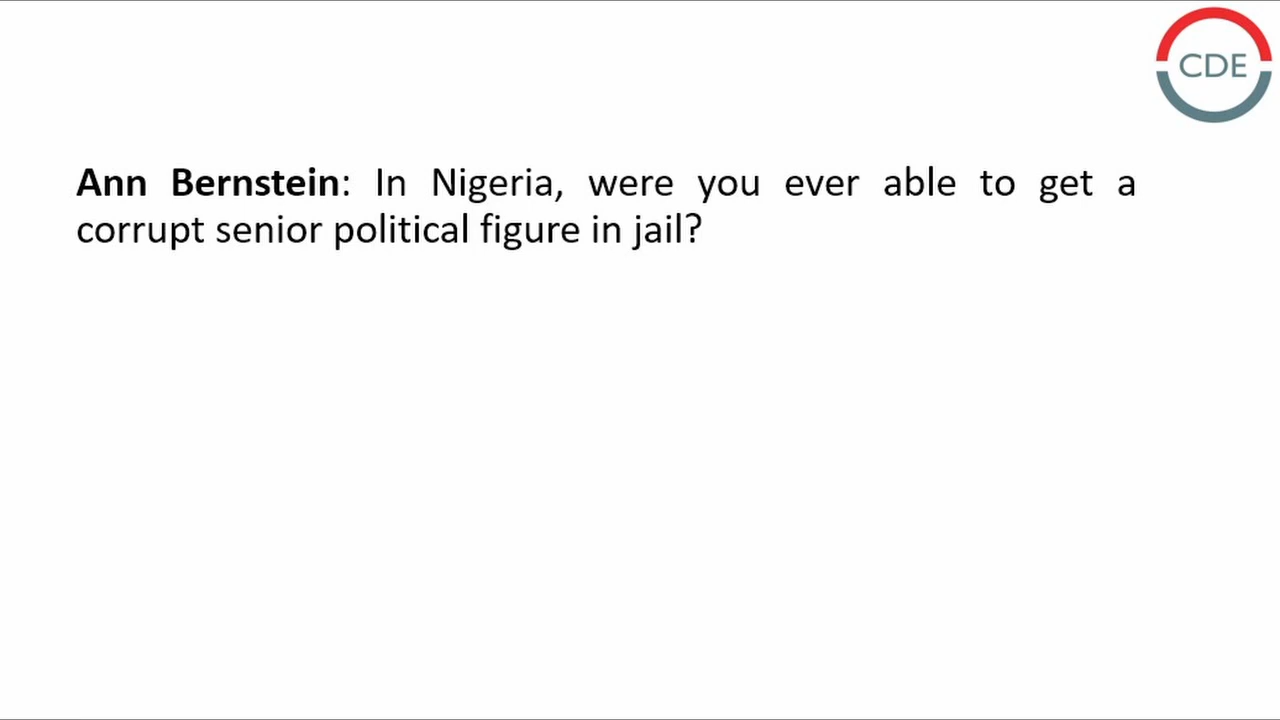 CDE
Ann Bernstein: In Nigeria, were you ever able to get a
corrupt senior political figure in jail?